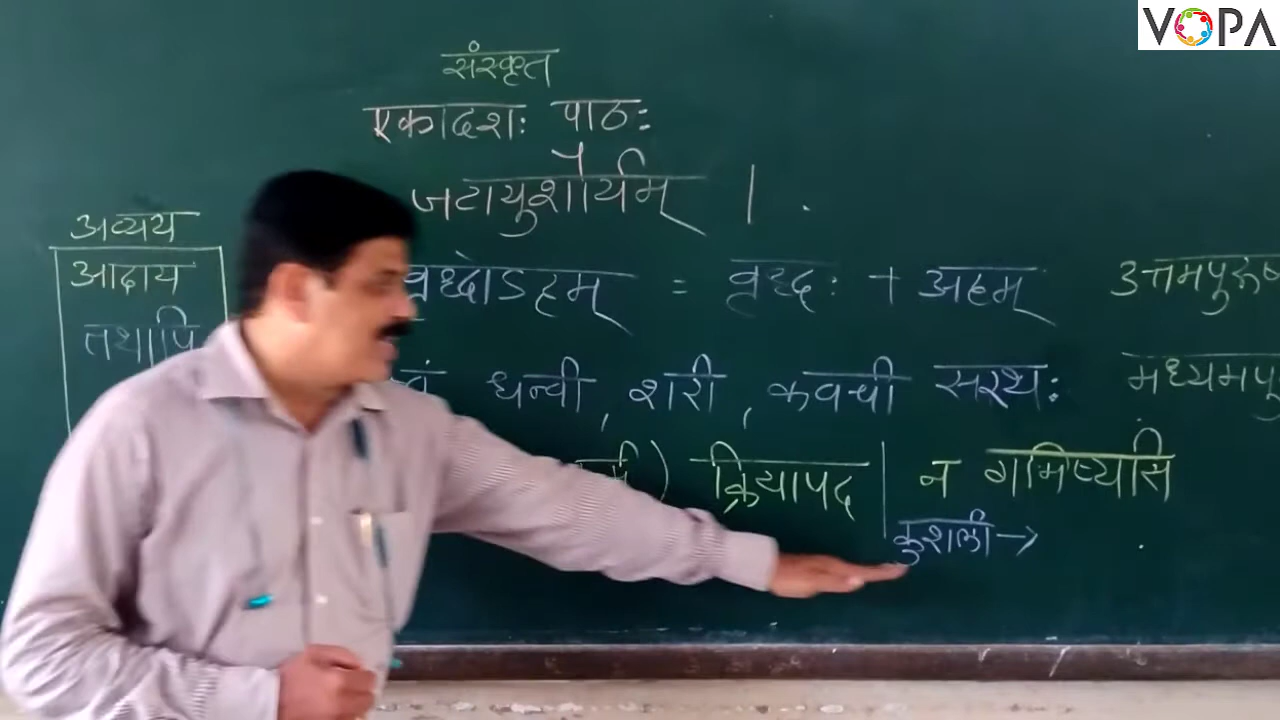 VOPA
संस्कृत
एकादशः पाठः
जटायुशौर्यम् |
अव्यय
आदाय
तथापि
वृध्दोऽहम् = वृध्दः + अहम् उत्तमपुरूष
धन्वी, शरी, कवची सरथः मध्यमपु
) क्रियापद | न गमिष्यसि
कुशली →